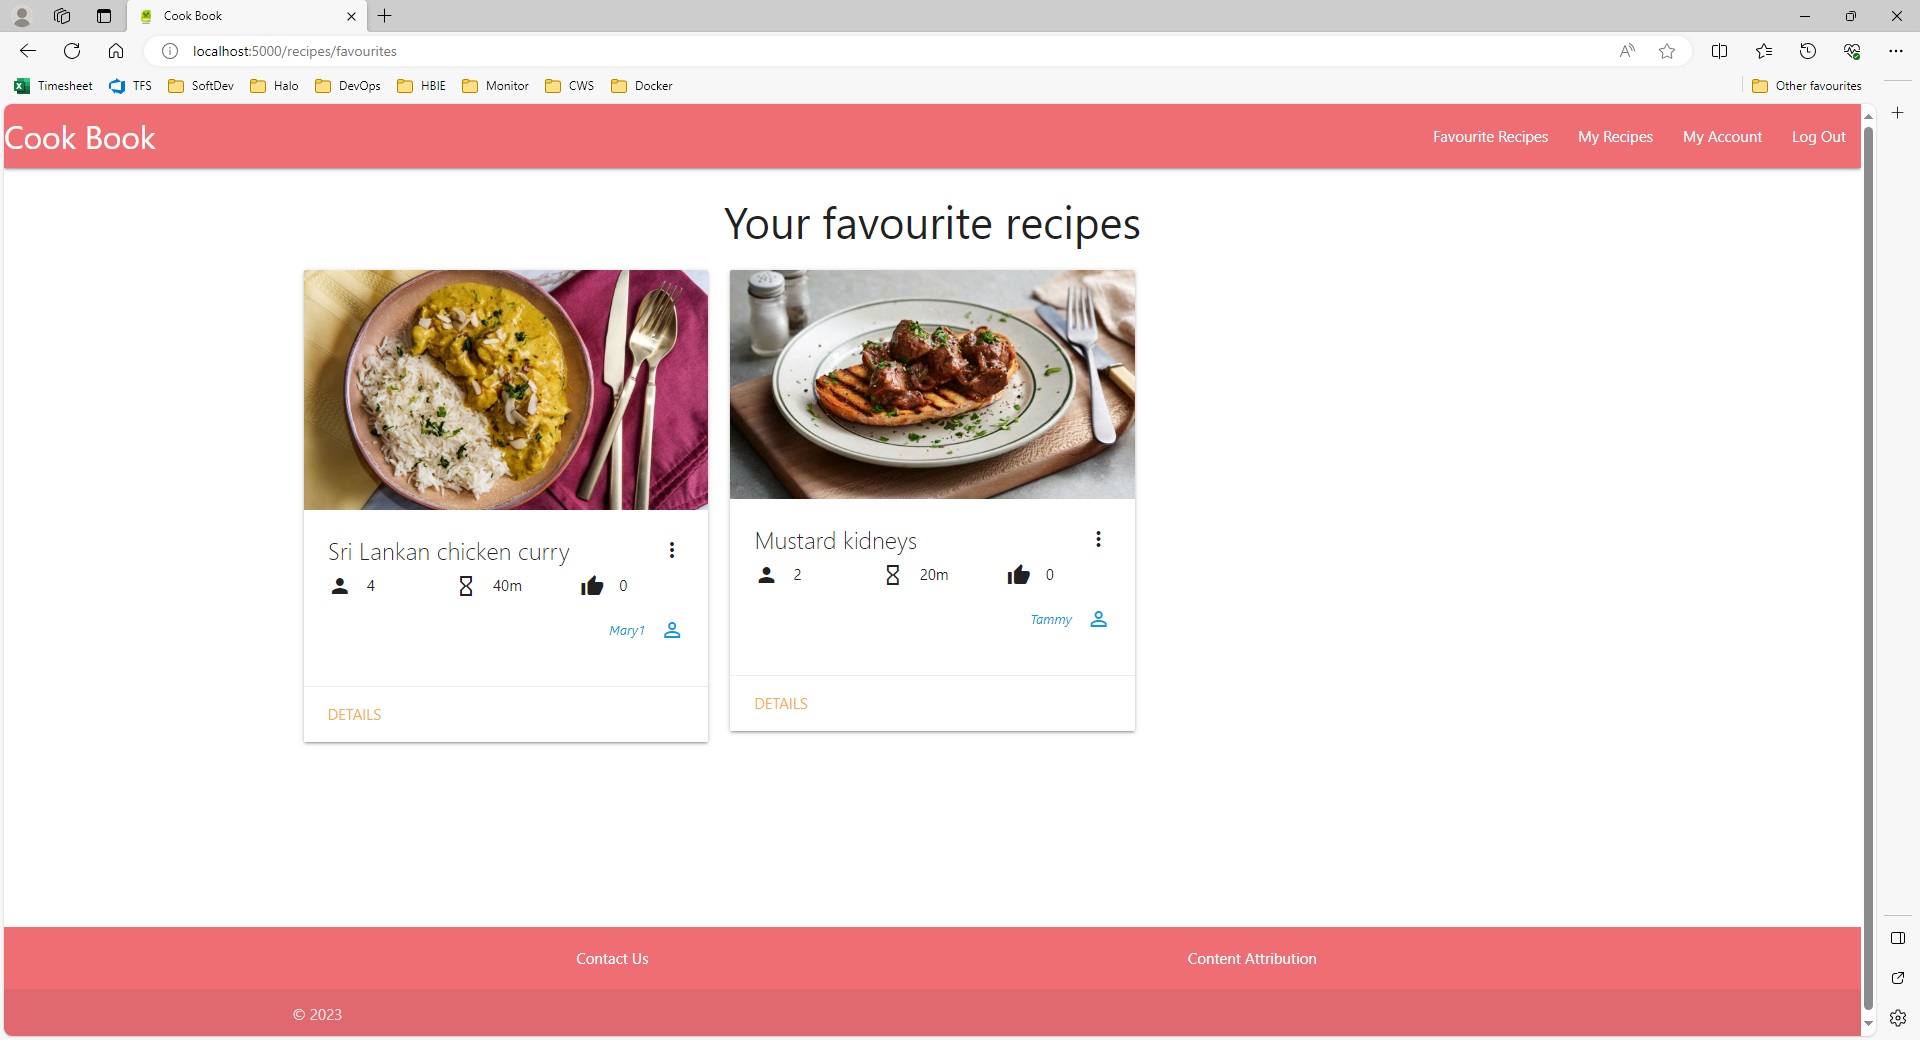 Cook Book
localhost:5000/recipes/favourites
Timesheet TFS SoftDev Halo DevOps HBIE Monitor CWS Docker Other favourites
Cook Book Favourite Recipes My Recipes My Account Log Out
Your favourite recipes
Sri Lankan chicken curry
4 40m 0
Mary1
DETAILS
Mustard kidneys
2 20m 0
Tammy
DETAILS
Contact Us Content Attribution
© 2023